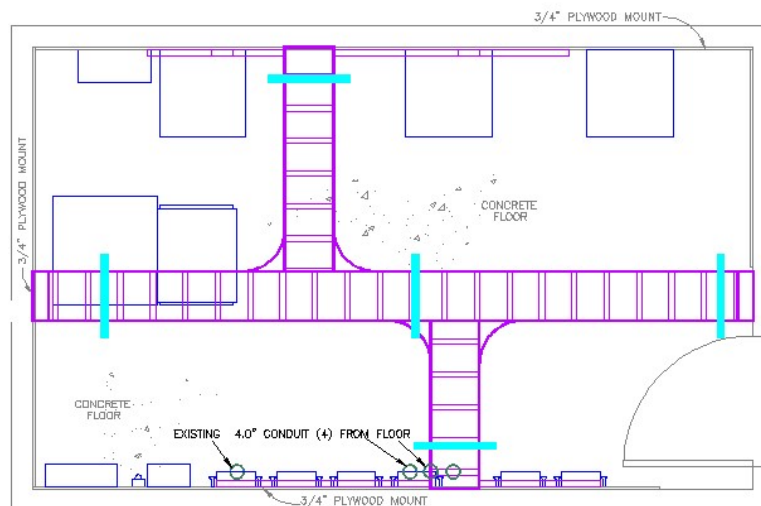 3/4" PLYWOOD MOUNT
3/4" PLYWOOD MOUNT
CONCRETE
FLOOR
CONCRETE
FLOOR
EXISTING 4.0" CONDUIT (4) FROM FLOOR
3/4" PLYWOOD MOUNT